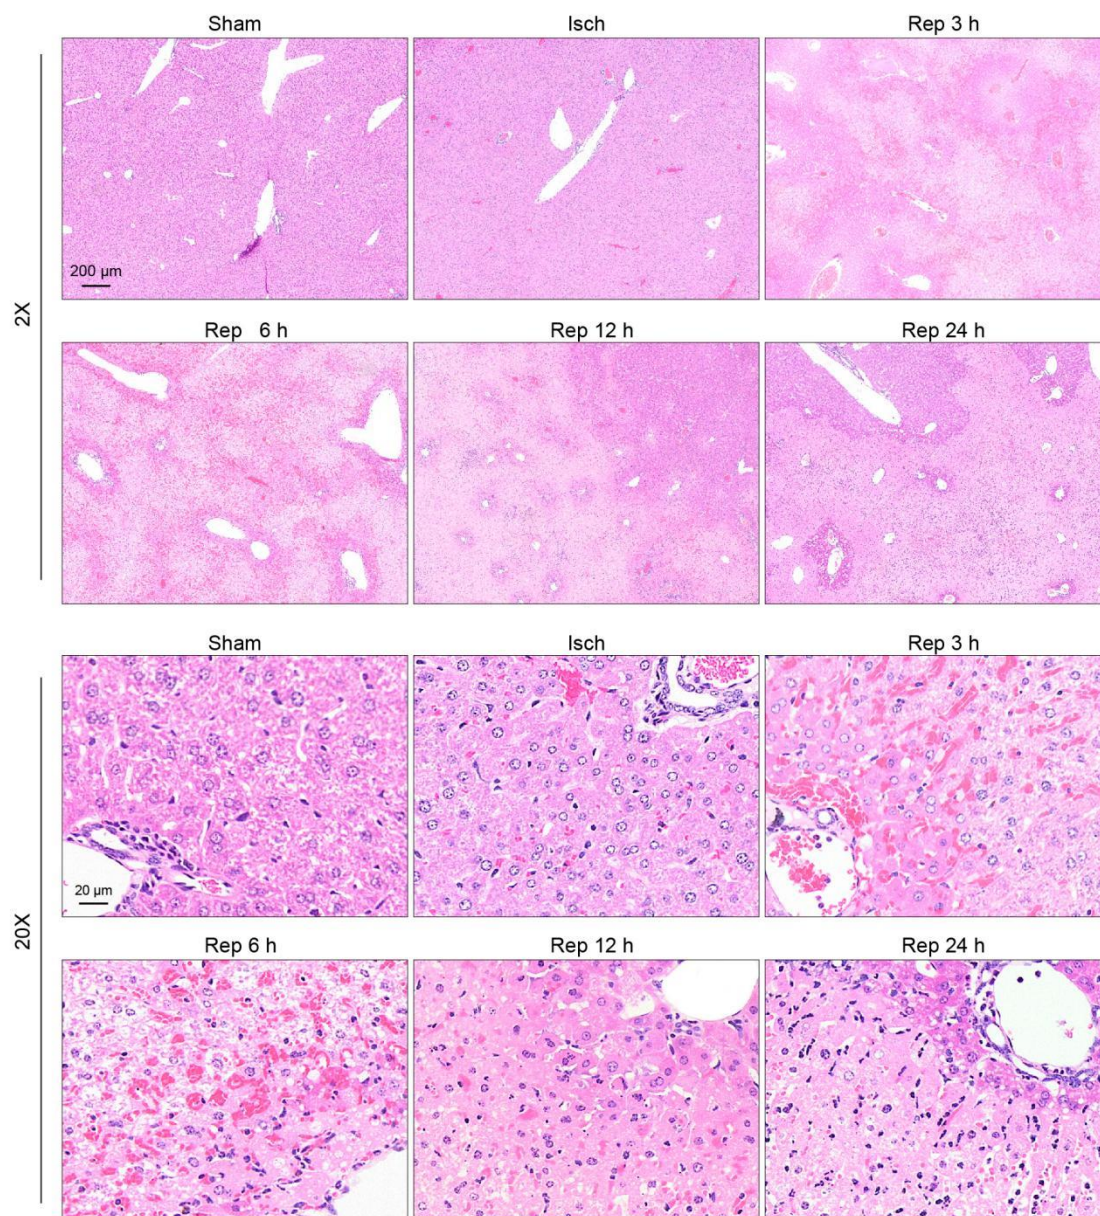 Sham Isch Rep 3 h
200 µm
2X
Rep 6 h Rep 12 h Rep 24 h
Sham Isch Rep 3 h
20 µm
20X
Rep 6 h Rep 12 h Rep 24 h